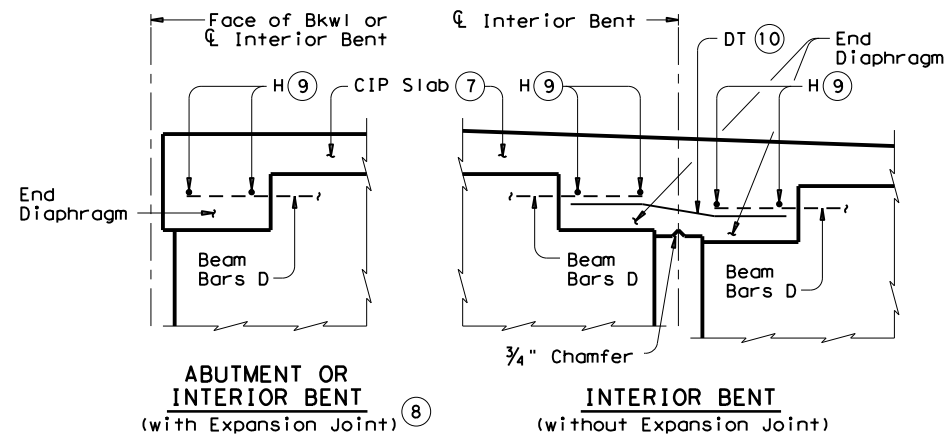 Face of Bkwl or
℄ Interior Bent
H 9
CIP Slab 7
End
Diaphragm
Beam
Bars D
ABUTMENT OR
INTERIOR BENT
(with Expansion Joint) 8
℄ Interior Bent
DT 10
End
Diaphragm
H 9
H 9
Beam
Bars D
Beam
Bars D
¾" Chamfer
INTERIOR BENT
(without Expansion Joint)